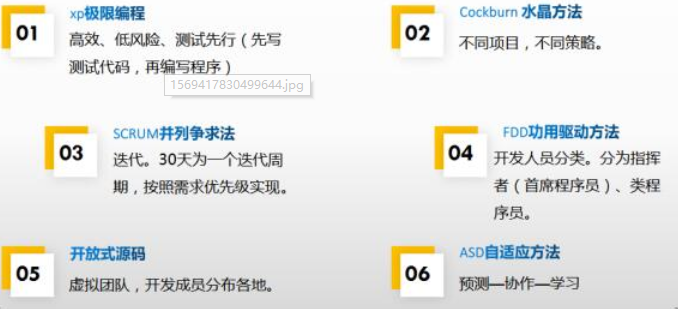 01
xp极限编程
高效、低风险、测试先行（先写
测试代码，再编写程序）
1569417830499644.jpg
02
Cockburn 水晶方法
不同项目，不同策略。
03
SCRUM并列争求法
迭代。30天为一个迭代周
期，按照需求优先级实现。
04
FDD功用驱动方法
开发人员分类。分为指挥
者（首席程序员）、类程
序员。
05
开放式源码
虚拟团队，开发成员分布各地。
06
ASD自适应方法
预测—协作—学习